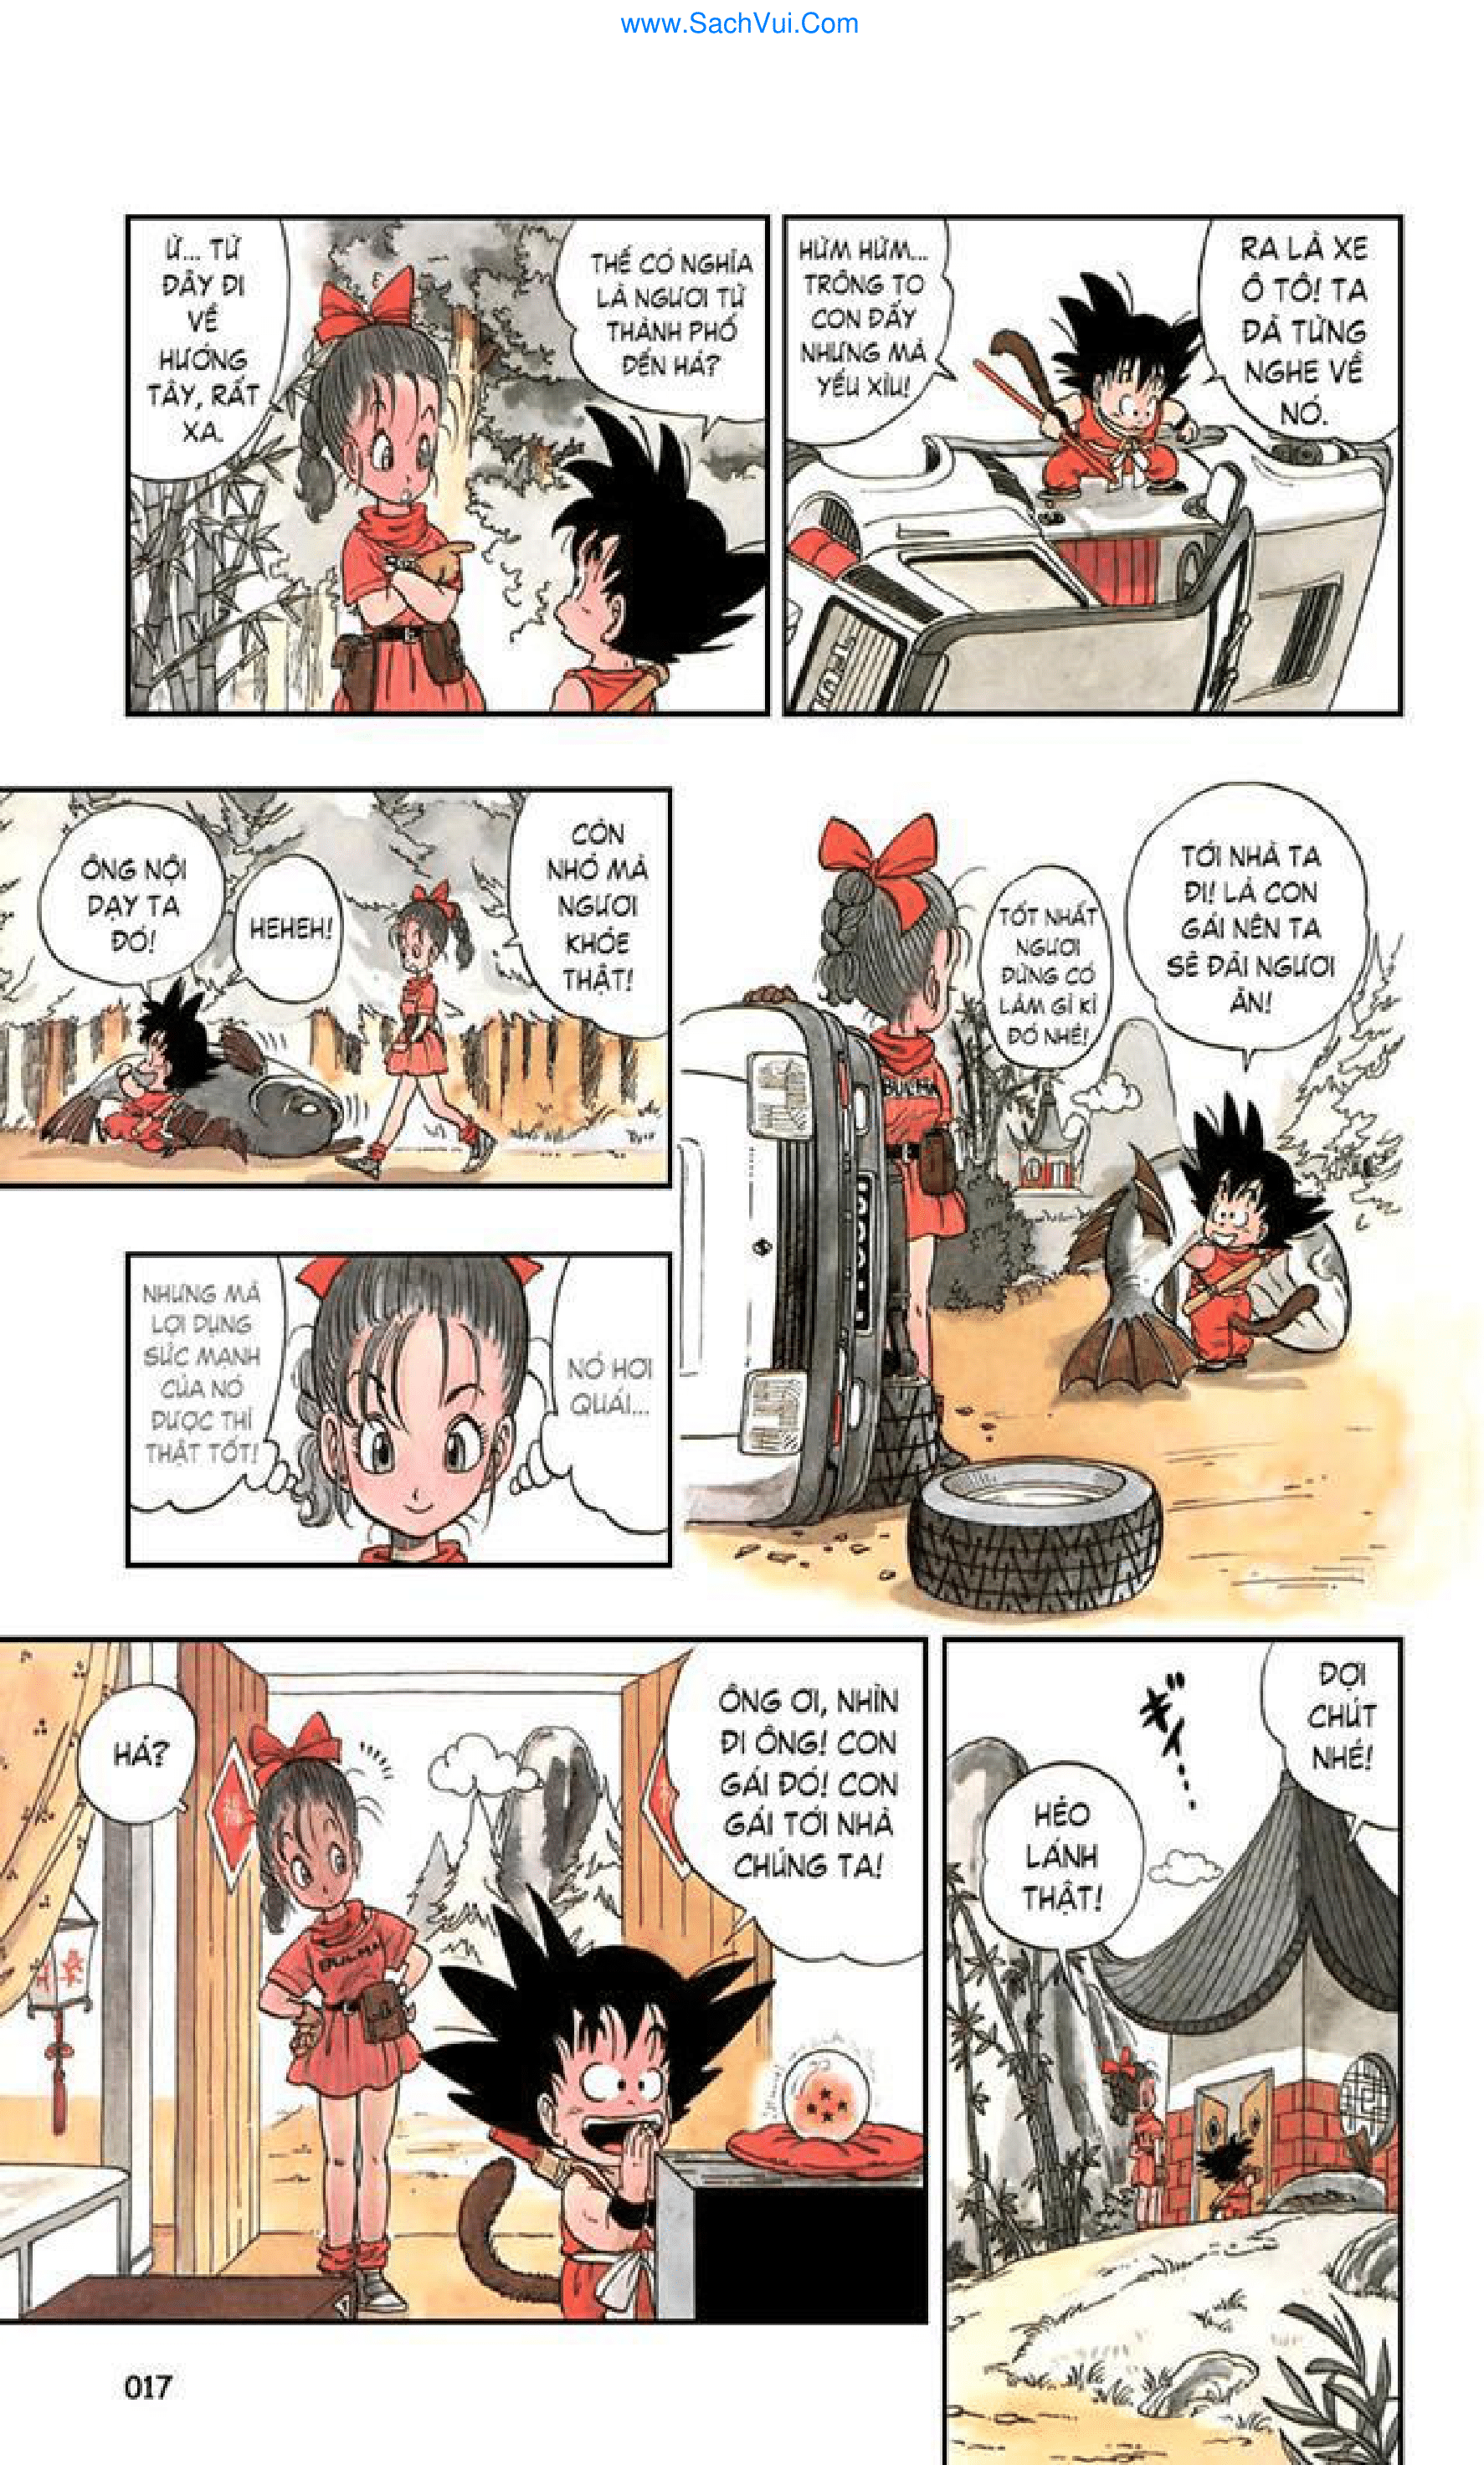 www.SachVui.Com
RA LÀ XE
Ô TÔ! TA
ĐÃ TỪNG
NGHE VỀ
NÓ.
HỪM HỪM...
TRÔNG TO
CON ĐẤY
NHƯNG MÀ
YẾU XÌU!
THẾ CÓ NGHĨA
LÀ NGƯƠI TỪ
THÀNH PHỐ
ĐẾN HẢ?
Ừ... TỪ
ĐÂY ĐI
VỀ
HƯỚNG
TÂY, RẤT
XA.
TỚI NHÀ TA
ĐI! LÀ CON
GÁI NÊN TA
SẼ ĐÃI NGƯƠI
ĂN!
TỐT NHẤT
NGƯƠI
ĐỪNG CÓ
LÀM GÌ KÌ
ĐÓ NHÉ!
BULMA
CÒN
NHỎ MÀ
NGƯƠI
KHỎE
THẬT!
HEHEH!
ÔNG NỘI
DẠY TA
ĐÓ!
NÓ HƠI
QUÁI...
NHƯNG MÀ
LỢI DỤNG
SỨC MẠNH
CỦA NÓ
ĐƯỢC THÌ
THẬT TỐT!
ĐỢI
CHÚT
NHÉ!
ギイ...
HẺO
LÁNH
THẬT!
ÔNG ƠI, NHÌN
ĐI ÔNG! CON
GÁI ĐÓ! CON
GÁI TỚI NHÀ
CHÚNG TA!
HẢ?
BULMA
017